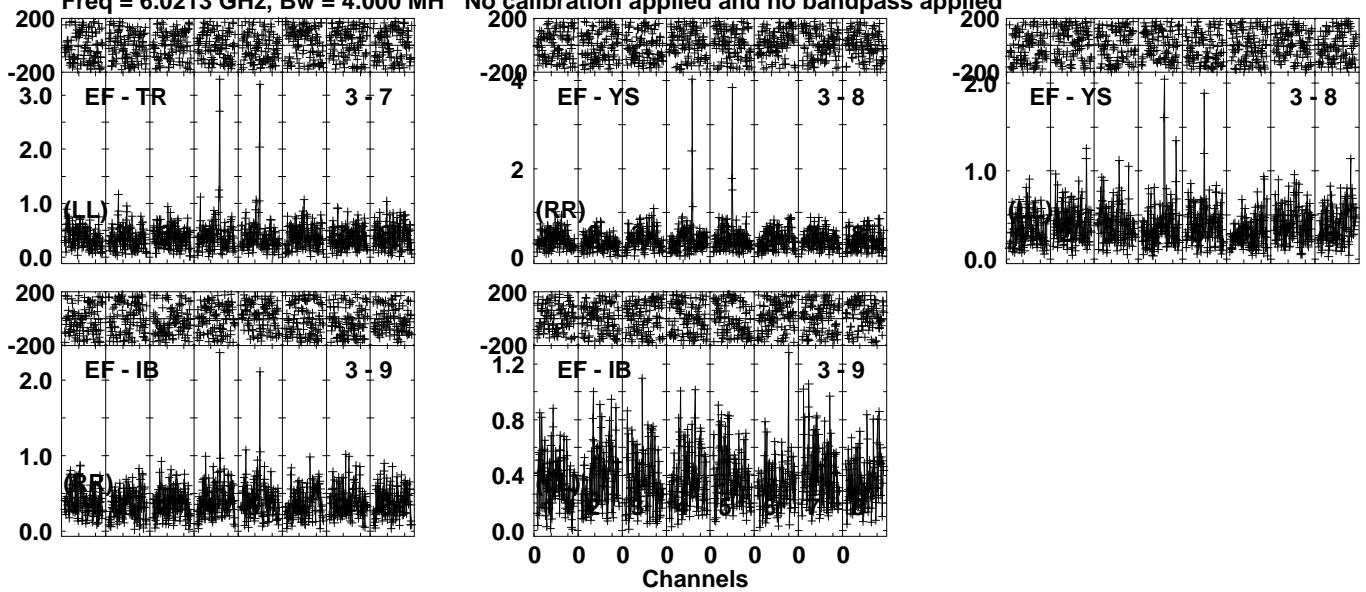 Freq = 6.0213 GHz, Bw = 4.000 MH No calibration applied and no bandpass applied
200
-200
3.0
2.0
1.0
0.0
EF - TR 3 - 7
(LL)
200
-200
4
2
0
EF - YS 3 - 8
(RR)
200
-200
2.0
1.0
0.0
EF - YS 3 - 8
200
-200
2.0
1.0
0.0
EF - IB 3 - 9
(RR)
200
-200
1.2
0.8
0.4
0.0
EF - IB 3 - 9
0 0 0 0 0 0 0 0
Channels